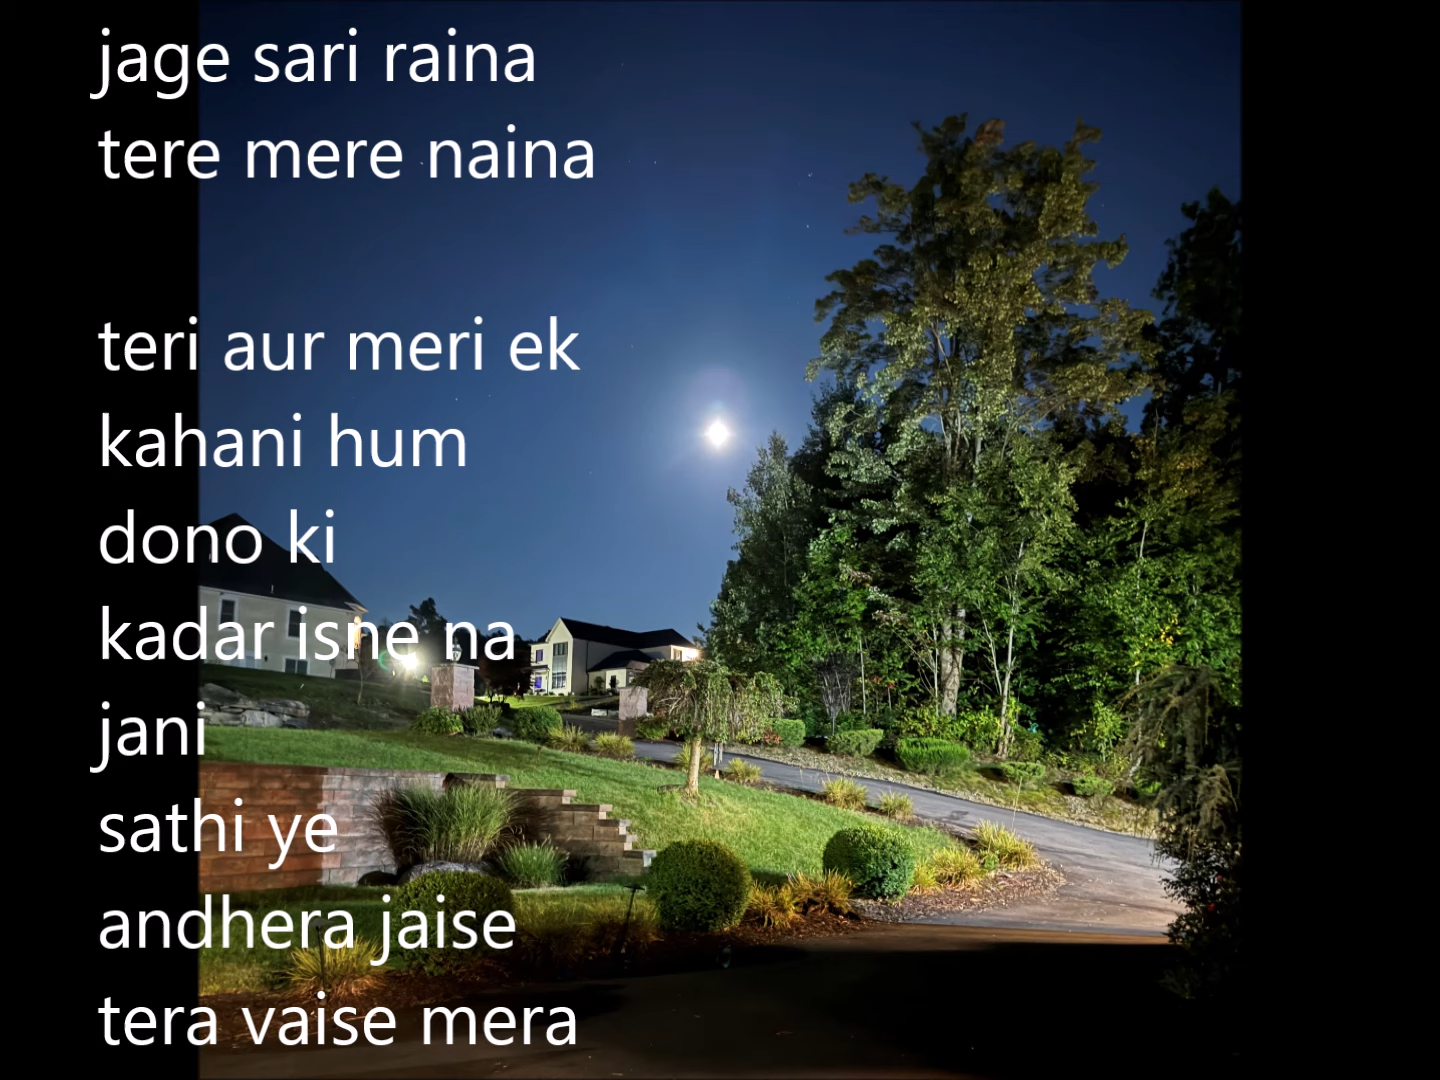 jage sari raina
tere mere naina
teri aur meri ek
kahani hum
dono ki
kadar isne na
jani
sathi ye
andhera jaise
tera vaise mera